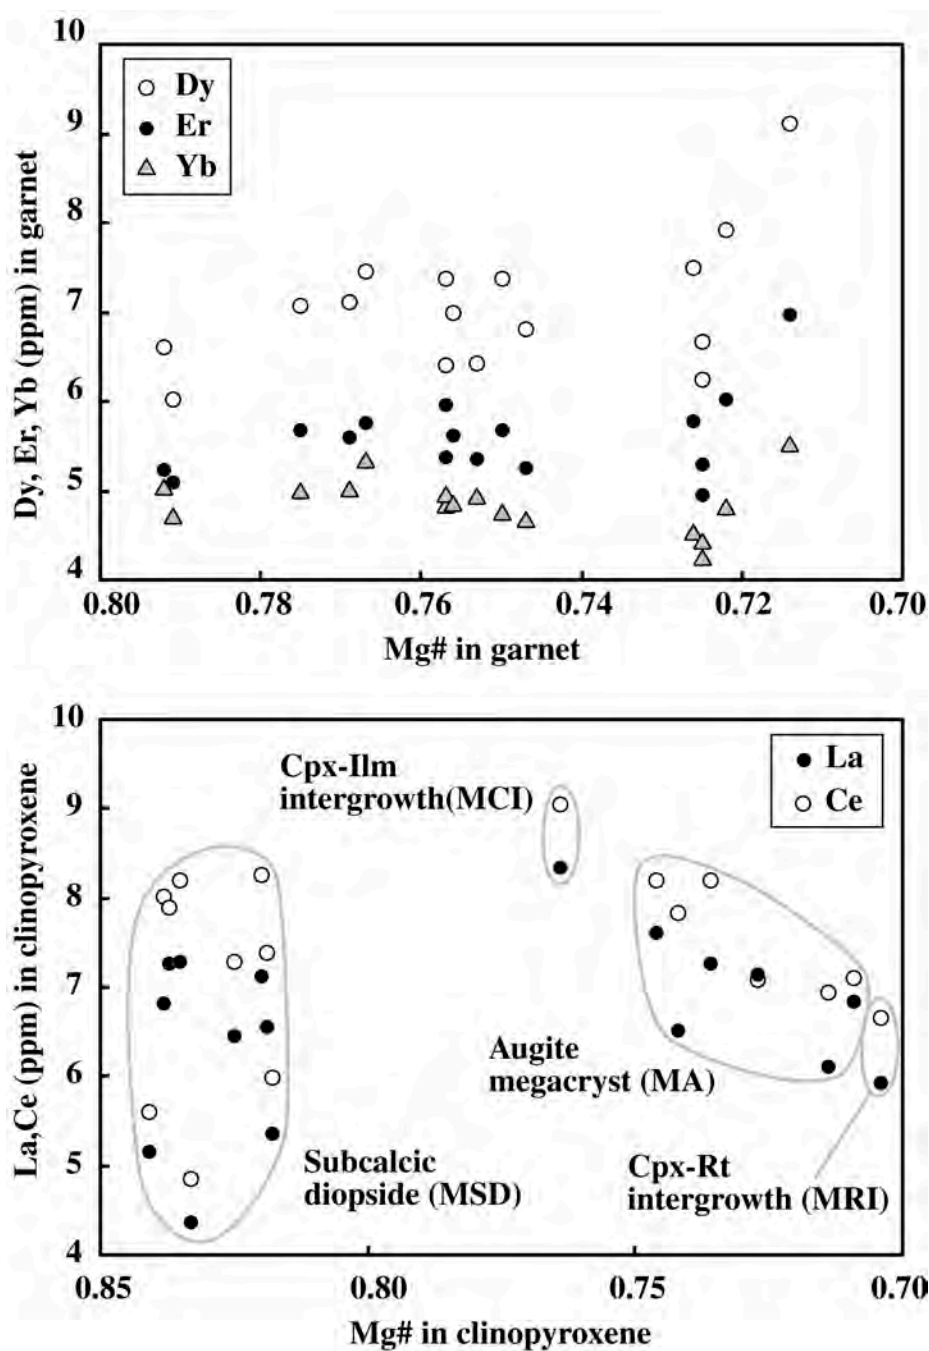 10
9
8
7
6
5
4
Dy, Er, Yb (ppm) in garnet
Dy
Er
Yb
0.80
0.78
0.76
0.74
0.72
0.70
Mg# in garnet
10
9
8
7
6
5
4
La,Ce (ppm) in clinopyroxene
Cpx-Ilm
intergrowth(MCI)
La
Ce
Augite
megacryst (MA)
Subcalcic
diopside (MSD)
Cpx-Rt
intergrowth (MRI)
0.85
0.80
0.75
0.70
Mg# in clinopyroxene